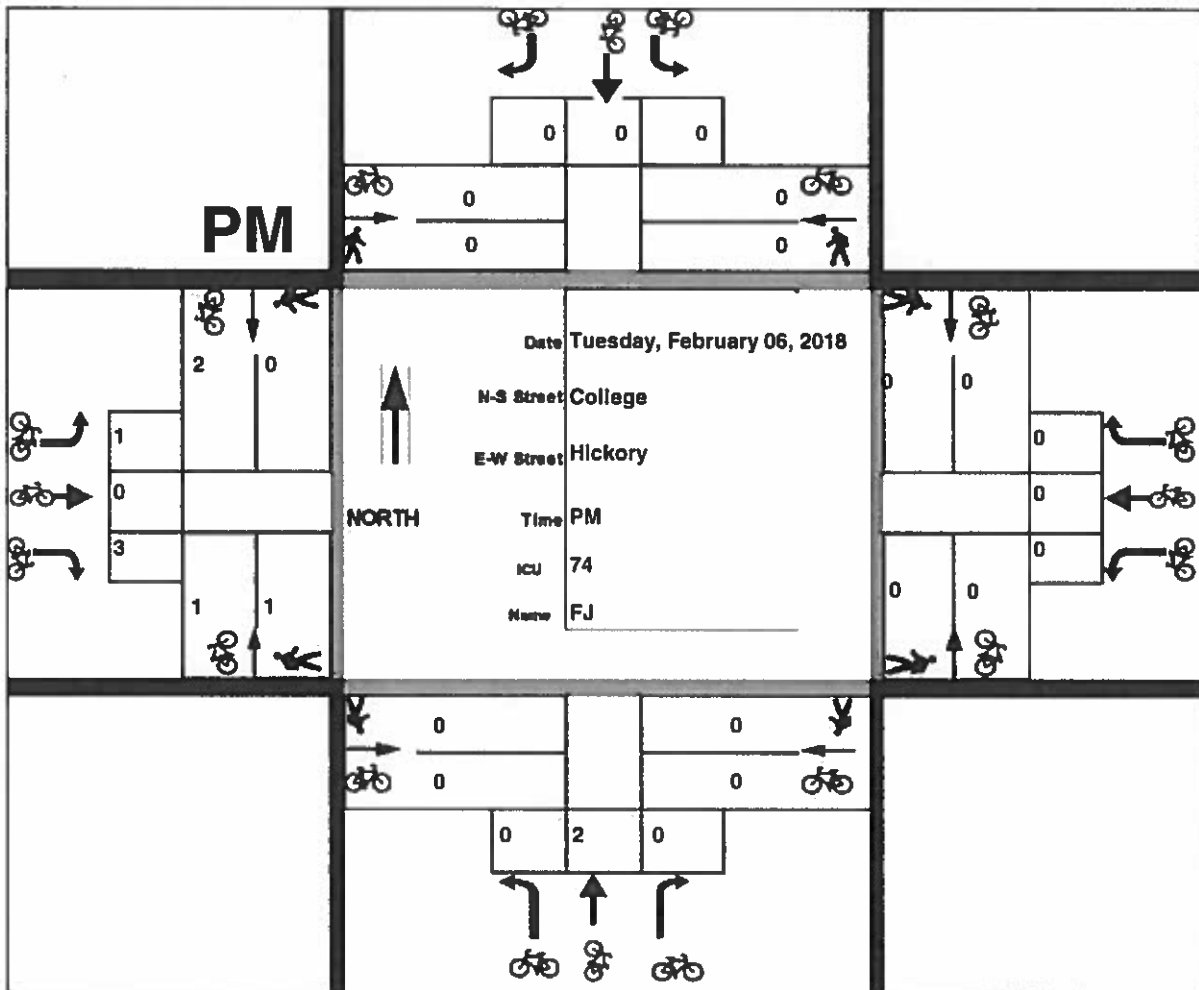 0 0 0
0 0
PM
0 0
2 0
Date Tuesday, February 06, 2018
0 0
N-S Street College
1
0
E-W Street Hickory
0
0
NORTH
Time PM
3
ICU 74
0
1 1
Name FJ
0 0
0 0
0 0
0 2 0